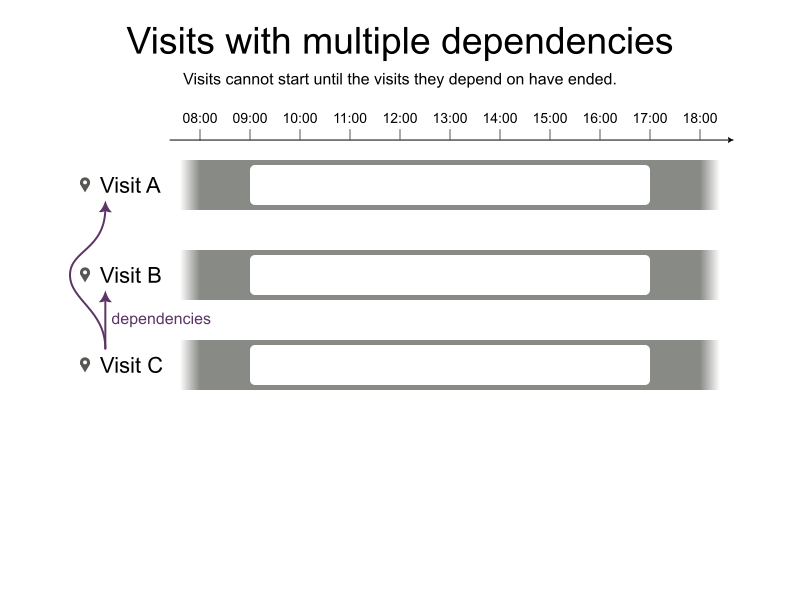 Visits with multiple dependencies
Visits cannot start until the visits they depend on have ended.
08:00 09:00 10:00 11:00 12:00 13:00 14:00 15:00 16:00 17:00 18:00
Visit A
Visit B
dependencies
Visit C